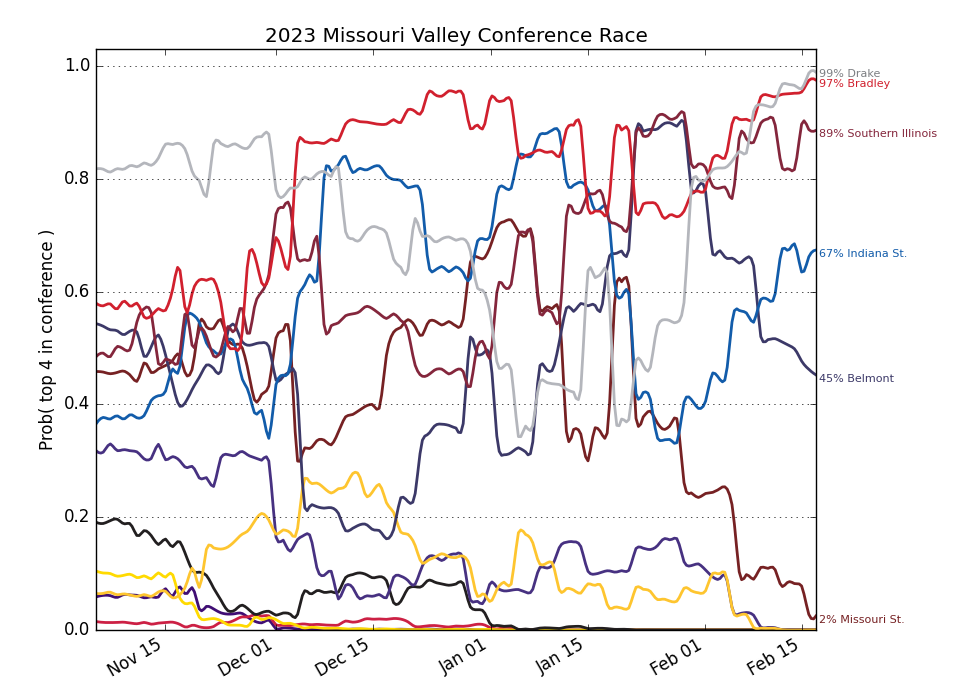 2023 Missouri Valley Conference Race
Prob( top 4 in conference )
1.0
0.8
0.6
0.4
0.2
0.0
99% Drake
97% Bradley
89% Southern Illinois
67% Indiana St.
45% Belmont
2% Missouri St.
Nov 15
Dec 01
Dec 15
Jan 01
Jan 15
Feb 01
Feb 15